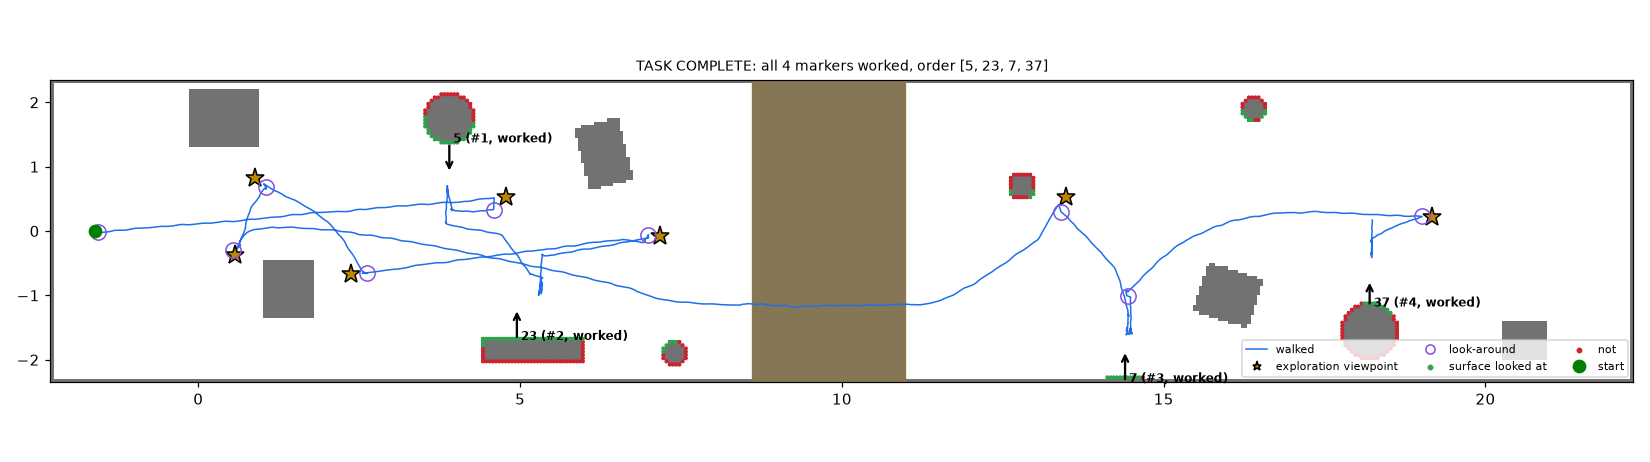 TASK COMPLETE: all 4 markers worked, order [5, 23, 7, 37]
2
1
0
−1
−2
5 (#1, worked)
23 (#2, worked)
7 (#3, worked)
37 (#4, worked)
walked
exploration viewpoint
look-around
surface looked at
not
start
0
5
10
15
20